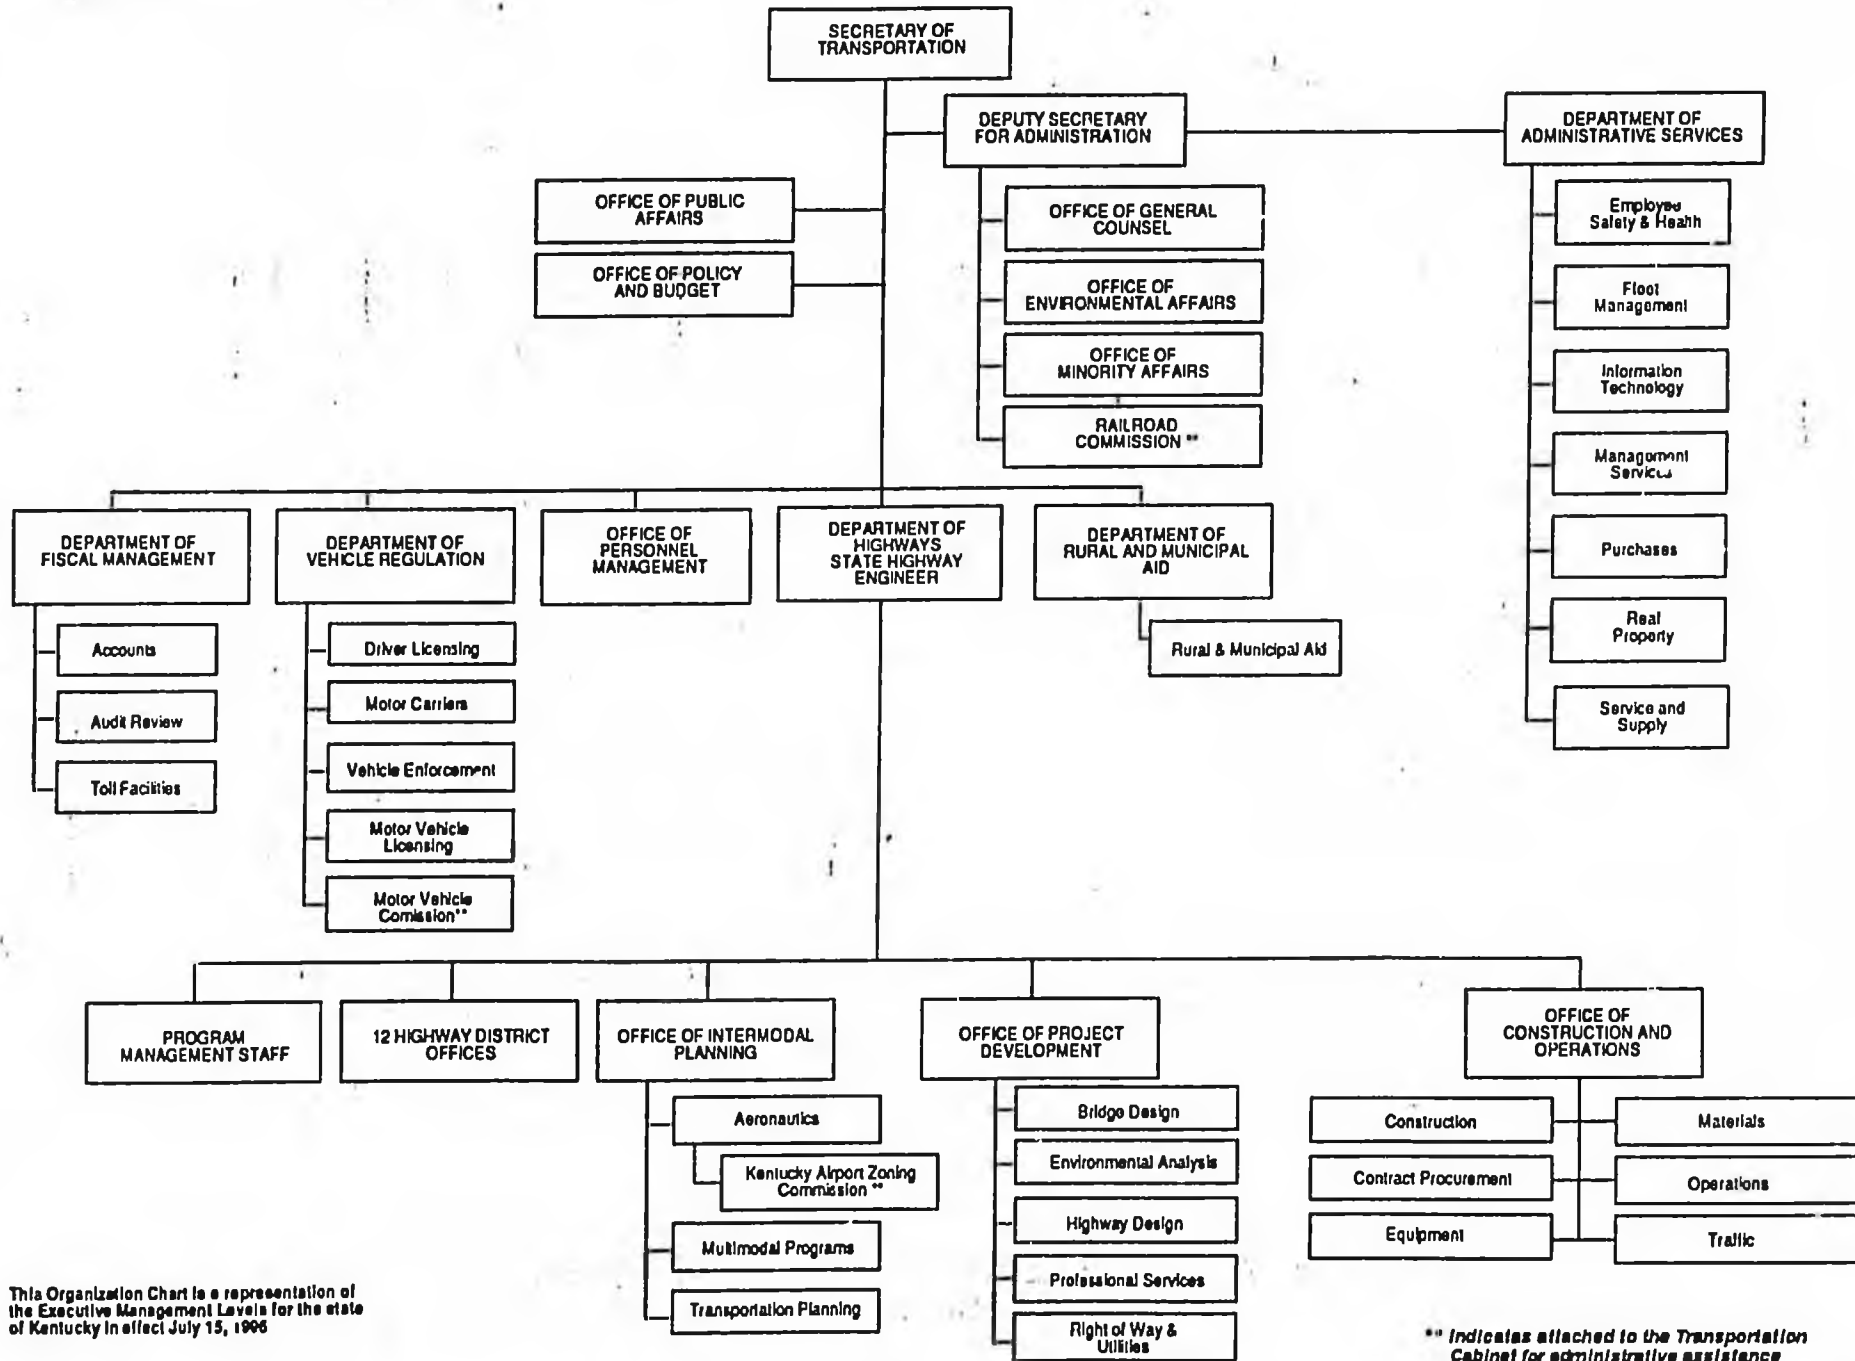 SECRETARY OF
TRANSPORTATION
DEPUTY SECRETARY
FOR ADMINISTRATION
DEPARTMENT OF
ADMINISTRATIVE SERVICES
OFFICE OF PUBLIC
AFFAIRS
OFFICE OF POLICY
AND BUDGET
OFFICE OF GENERAL
COUNSEL
OFFICE OF
ENVIRONMENTAL AFFAIRS
OFFICE OF
MINORITY AFFAIRS
RAILROAD
COMMISSION **
Employee
Safety & Health
Fleet
Management
Information
Technology
Management
Services
Purchases
Real
Property
Service and
Supply
DEPARTMENT OF
FISCAL MANAGEMENT
DEPARTMENT OF
VEHICLE REGULATION
OFFICE OF
PERSONNEL
MANAGEMENT
DEPARTMENT OF
HIGHWAYS
STATE HIGHWAY
ENGINEER
DEPARTMENT OF
RURAL AND MUNICIPAL
AID
Accounts
Audit Review
Toll Facilities
Driver Licensing
Motor Carriers
Vehicle Enforcement
Motor Vehicle
Licensing
Motor Vehicle
Comission**
Rural & Municipal Aid
PROGRAM
MANAGEMENT STAFF
12 HIGHWAY DISTRICT
OFFICES
OFFICE OF INTERMODAL
PLANNING
OFFICE OF PROJECT
DEVELOPMENT
OFFICE OF
CONSTRUCTION AND
OPERATIONS
Aeronautics
Kentucky Airport Zoning
Commission **
Multimodal Programs
Transportation Planning
Bridge Design
Environmental Analysis
Highway Design
Professional Services
Right of Way &
Utilities
Construction
Materials
Contract Procurement
Operations
Equipment
Traffic
This Organization Chart is a representation of
the Executive Management Levels for the state
of Kentucky in effect July 15,
** Indicates attached to the Transportation
Cabinet for administrative assistance